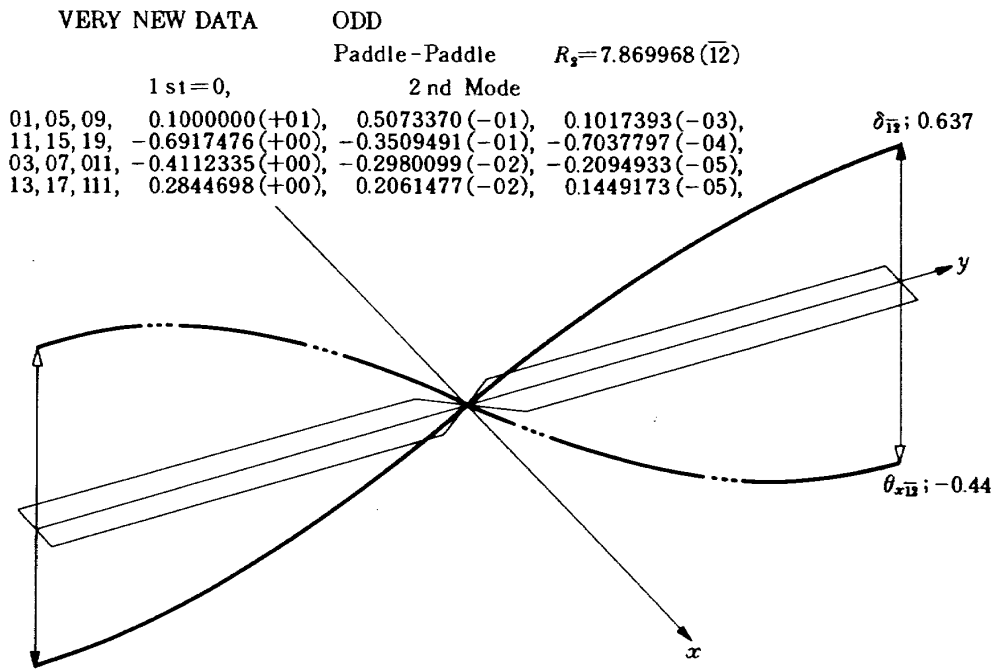 VERY NEW DATA ODD
Paddle-Paddle R₂=7.869968(1̅2̅)
1 st=0, 2 nd Mode
01, 05, 09, 0.1000000(+01), 0.5073370(-01), 0.1017393(-03),
11, 15, 19, -0.6917476(+00), -0.3509491(-01), -0.7037797(-04),
03, 07, 011, -0.4112335(+00), -0.2980099(-02), -0.2094933(-05),
13, 17, 111, 0.2844698(+00), 0.2061477(-02), 0.1449173(-05),
δ1̅2̅; 0.637
y
θx1̅2̅; -0.44
x